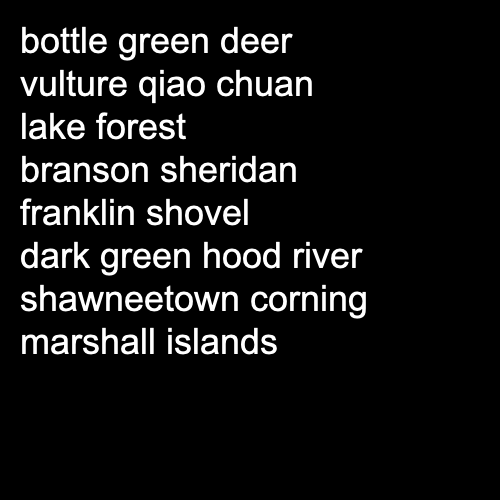 bottle green deer
vulture qiao chuan
lake forest
branson sheridan
franklin shovel
dark green hood river
shawneetown corning
marshall islands